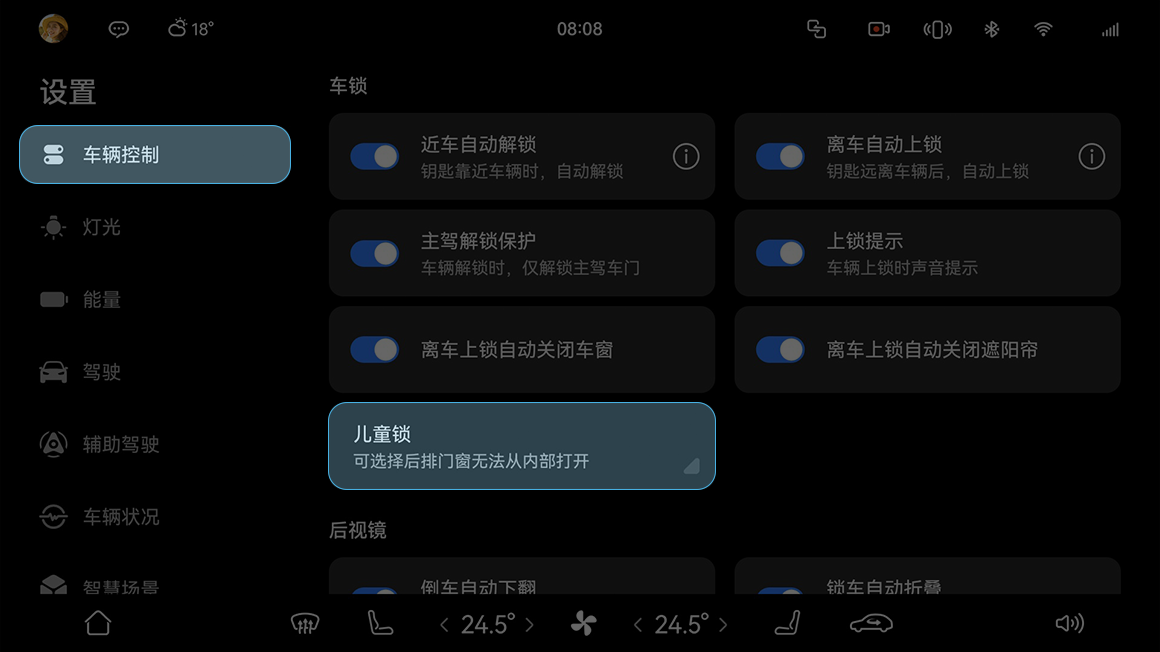 18°
08:08
设置
车辆控制
灯光
能量
驾驶
辅助驾驶
车辆状况
智慧场景
车锁
近车自动解锁
钥匙靠近车辆时，自动解锁
离车自动上锁
钥匙远离车辆后，自动上锁
主驾解锁保护
车辆解锁时，仅解锁主驾车门
上锁提示
车辆上锁时声音提示
离车上锁自动关闭车窗
离车上锁自动关闭遮阳帘
儿童锁
可选择后排门窗无法从内部打开
后视镜
倒车自动下翻
锁车自动折叠
24.5°
24.5°